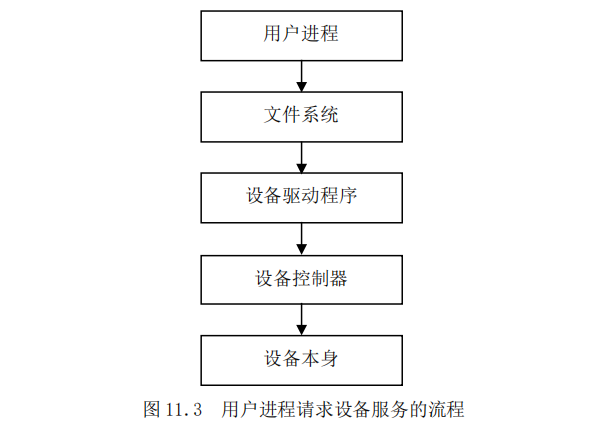 用户进程
文件系统
设备驱动程序
设备控制器
设备本身
图 11.3 用户进程请求设备服务的流程